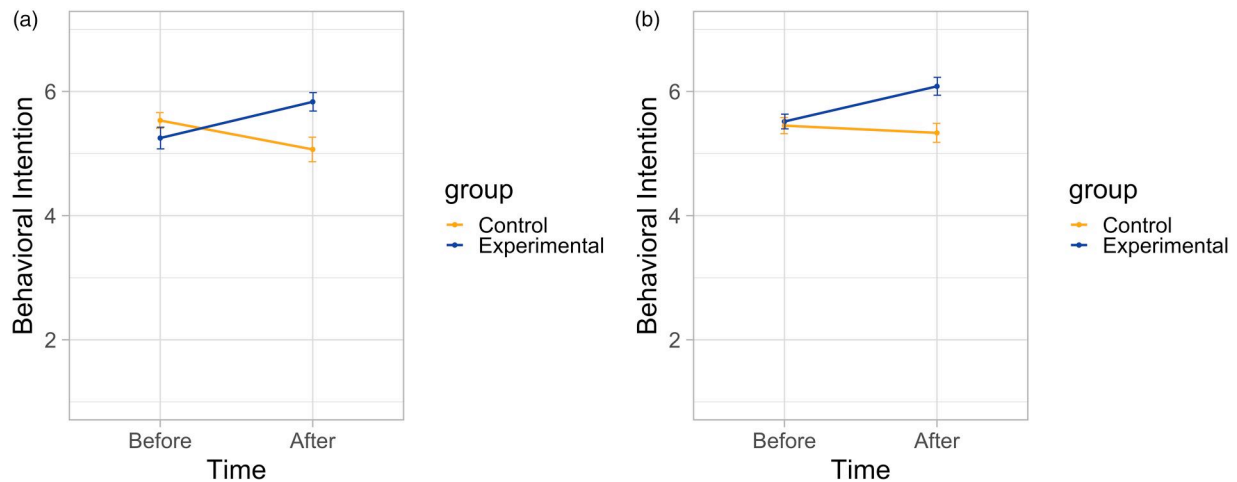 (a)
Behavioral Intention
6
4
2
Before After
Time
group
Control
Experimental
(b)
Behavioral Intention
6
4
2
Before After
Time
group
Control
Experimental